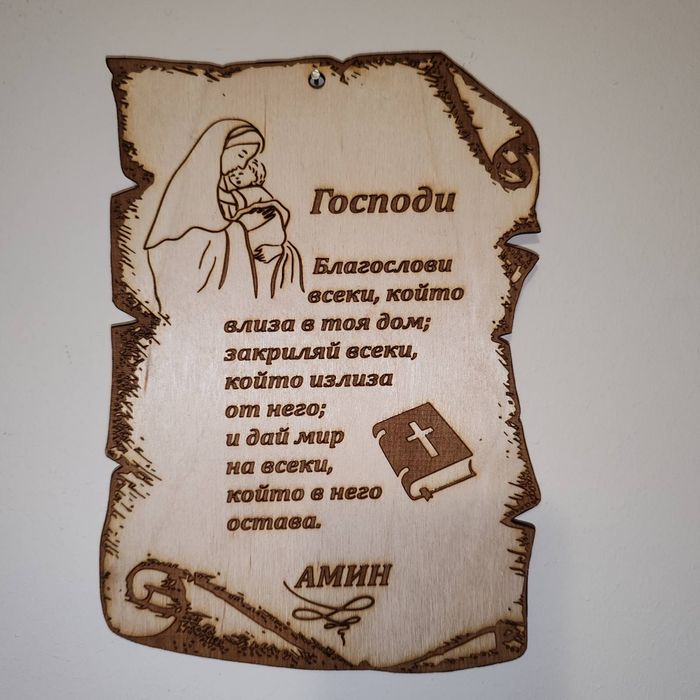 Господи
Благослови
всеки, който
влиза в тоя дом;
закриляй всеки,
който излиза
от него;
и дай мир
на всеки,
който в него
остава.
АМИН